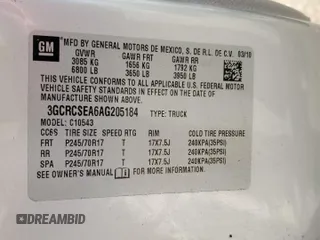 GM
MFD BY GENERAL MOTORS DE MEXICO, S. DE R.L. DE C.V. 03/10
GVWR GAWR FRT GAWR RR
3085 KG 1656 KG 1792 KG
6800 LB 3650 LB 3950 LB
THIS VEHICLE CONFORMS TO ALL APPLICABLE U.S. FEDERAL MOTOR
VEHICLE SAFETY STANDARDS IN EFFECT ON THE DATE OF
MANUFACTURE SHOWN ABOVE.
3GCRCSEA6AG205184 TYPE: TRUCK
MODEL: C10543
CC6S TIRE SIZE SPEED RTG RIM COLD TIRE PRESSURE
FRT P245/70R17 T 17X7.5J 240KPA(35PSI)
RR P245/70R17 T 17X7.5J 240KPA(35PSI)
SPA P245/70R17 T 17X7.5J 240KPA(35PSI)
SEE OWNER'S MANUAL FOR ADDITIONAL INFORMATION.
DREAMBID